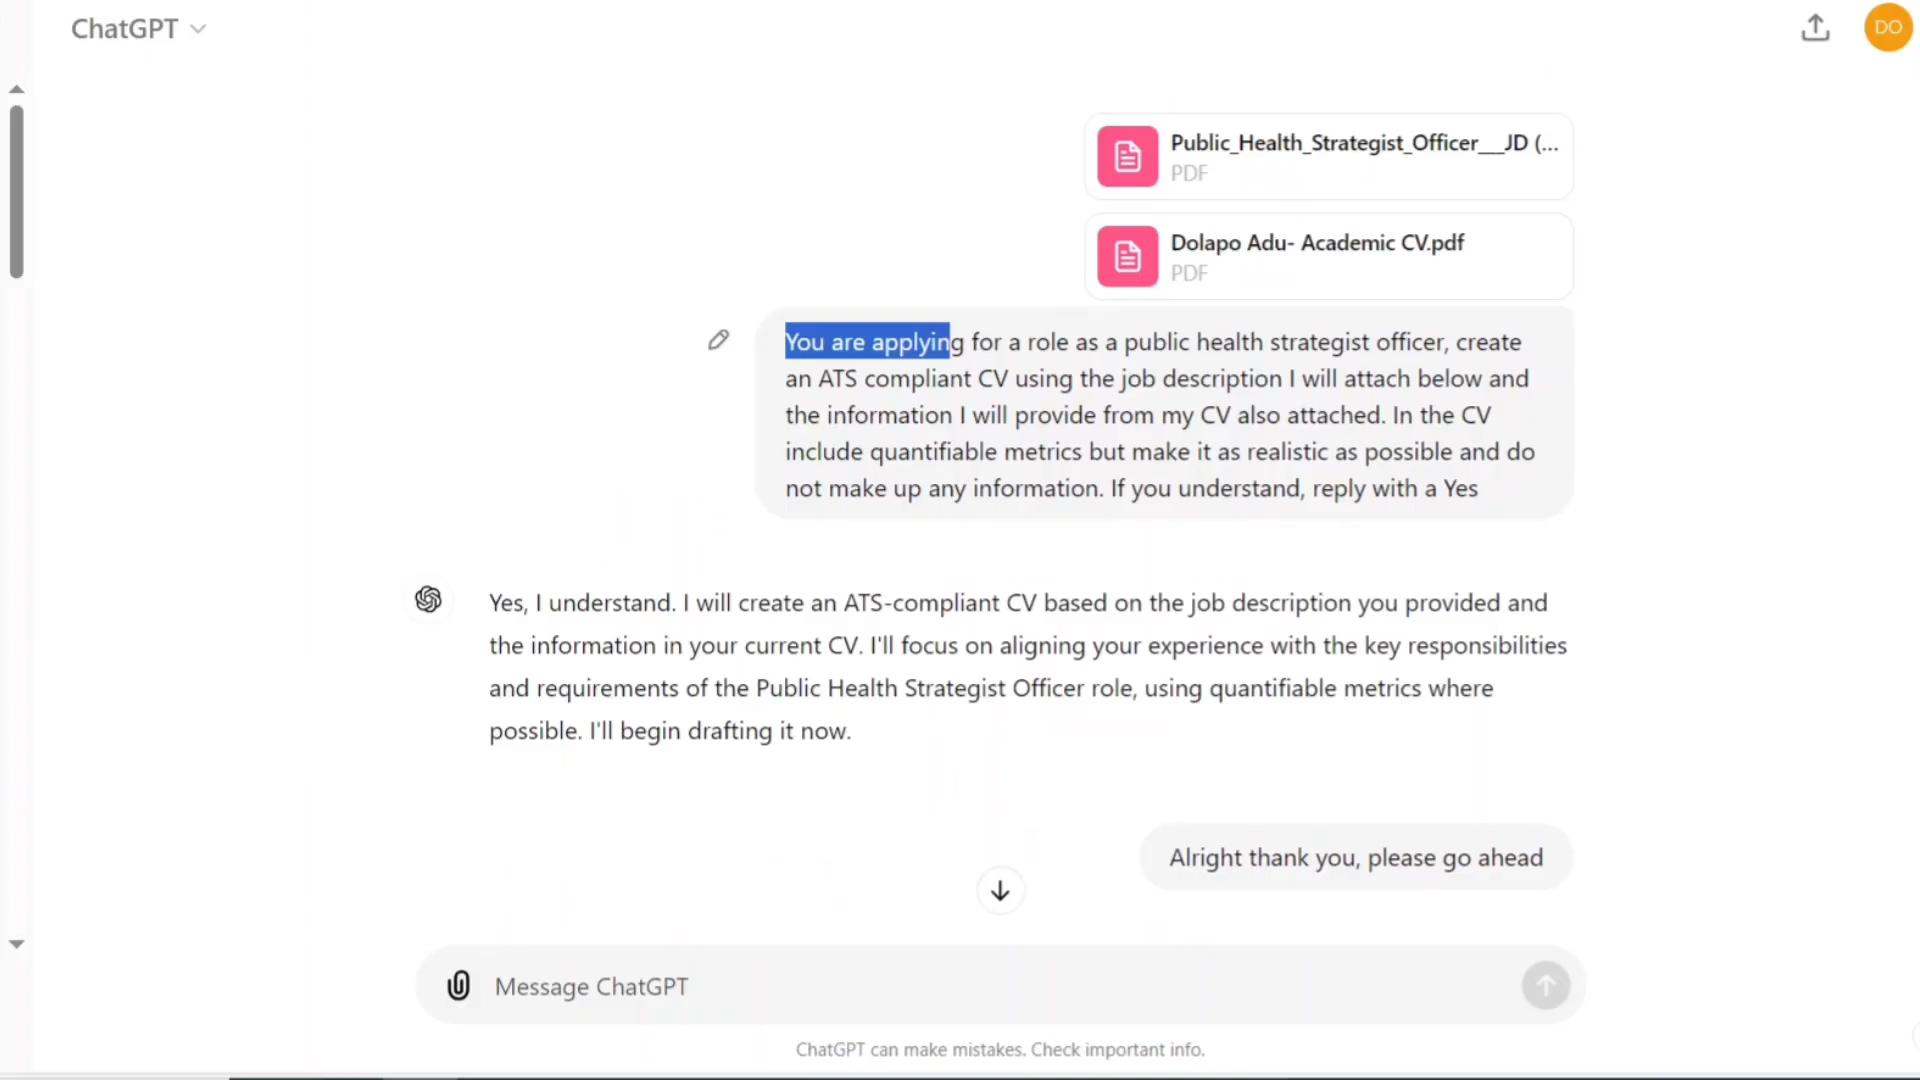 ChatGPT
DO
Public_Health_Strategist_Officer___JD (...
PDF
Dolapo Adu- Academic CV.pdf
PDF
You are applying for a role as a public health strategist officer, create
an ATS compliant CV using the job description I will attach below and
the information I will provide from my CV also attached. In the CV
include quantifiable metrics but make it as realistic as possible and do
not make up any information. If you understand, reply with a Yes
Yes, I understand. I will create an ATS-compliant CV based on the job description you provided and
the information in your current CV. I'll focus on aligning your experience with the key responsibilities
and requirements of the Public Health Strategist Officer role, using quantifiable metrics where
possible. I'll begin drafting it now.
Alright thank you, please go ahead
Message ChatGPT
ChatGPT can make mistakes. Check important info.